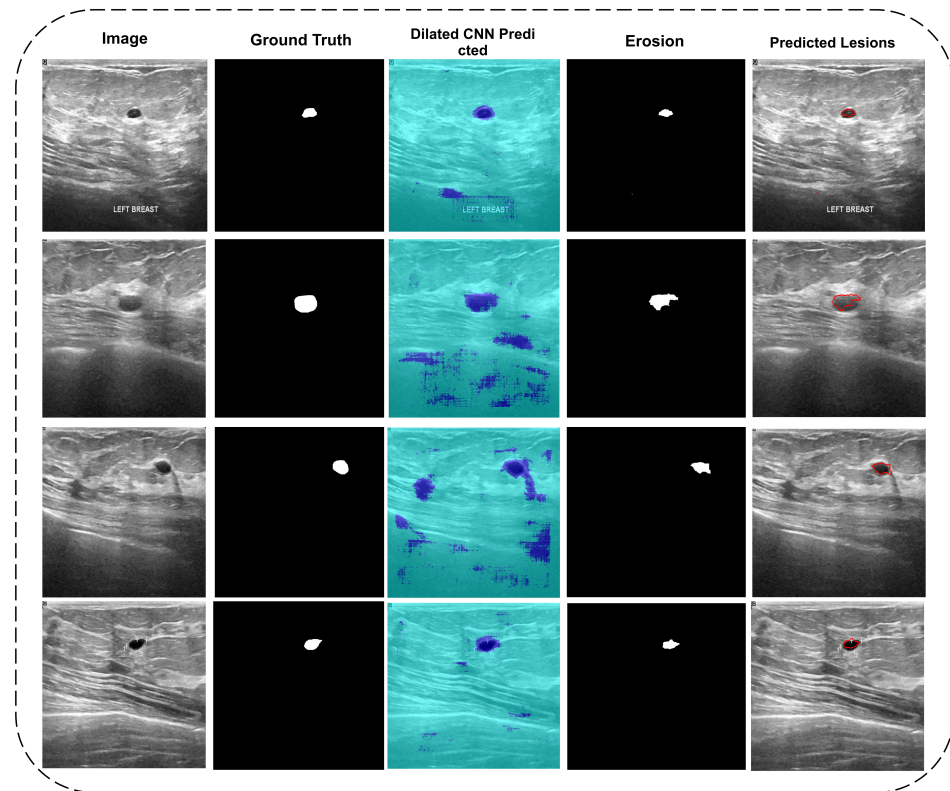 Image
Ground Truth
Dilated CNN Predi
cted
Erosion
Predicted Lesions
LEFT BREAST
LEFT BREAST
LEFT BREAST